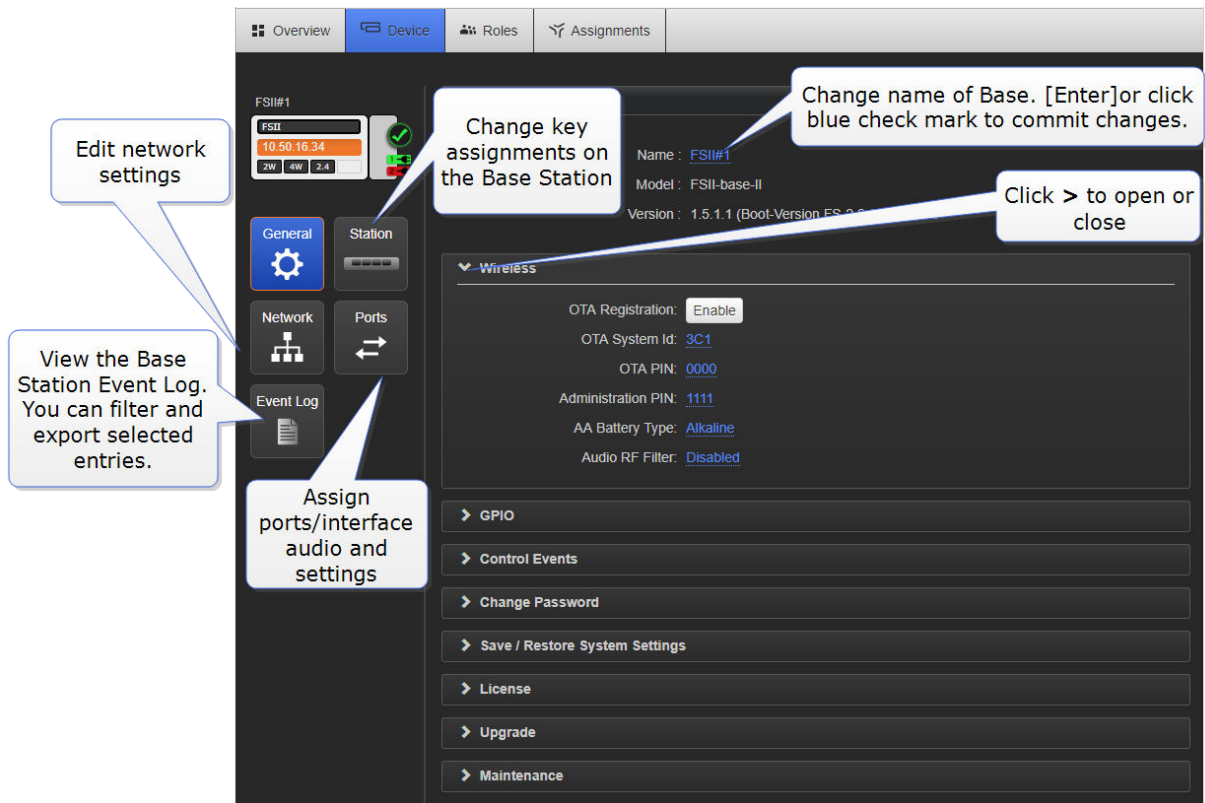 Overview
Device
Roles
Assignments
FSII#1
FSII
10.50.16.34
2W 4W 2.4
Edit network
settings
Change key
assignments on
the Base Station
Change name of Base. [Enter]or click
blue check mark to commit changes.
Name : FSII#1
Model : FSII-base-II
Version : 1.5.1.1 (Boot-Version
Click > to open or
close
General
Station
Network
Ports
Event Log
View the Base
Station Event Log.
You can filter and
export selected
entries.
Assign
ports/interface
audio and
settings
Wireless
OTA Registration: Enable
OTA System Id: 3C1
OTA PIN: 0000
Administration PIN: 1111
AA Battery Type: Alkaline
Audio RF Filter: Disabled
GPIO
Control Events
Change Password
Save / Restore System Settings
License
Upgrade
Maintenance